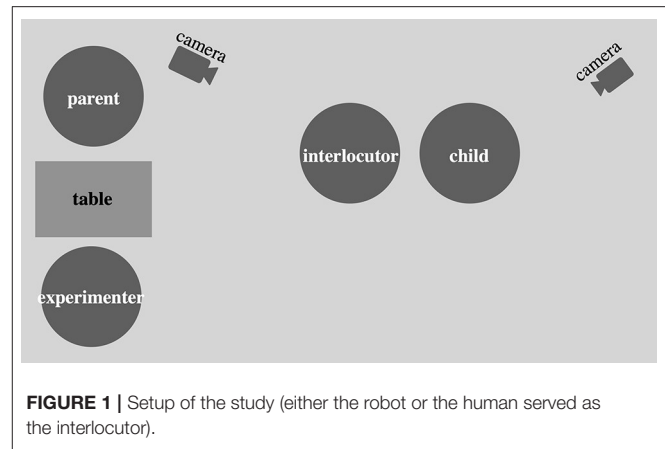 camera
camera
parent
interlocutor child
table
experimenter
FIGURE 1 | Setup of the study (either the robot or the human served as
the interlocutor).